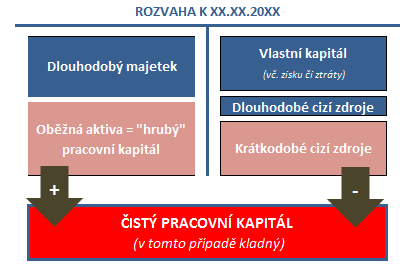 ROZVAHA K XX.XX.20XX
Dlouhodobý majetek
Oběžná aktiva = "hrubý"
pracovní kapitál
Vlastní kapitál
(vč. zisku či ztráty)
Dlouhodobé cizí zdroje
Krátkodobé cizí zdroje
+
-
ČISTÝ PRACOVNÍ KAPITÁL
(v tomto případě kladný)